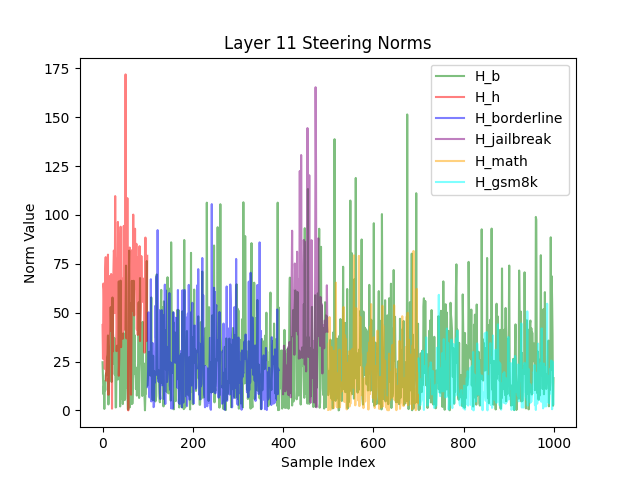 Layer 11 Steering Norms
175
150
125
100
75
50
25
0
Norm Value
0
200
400
600
800
1000
Sample Index
H_b
H_h
H_borderline
H_jailbreak
H_math
H_gsm8k